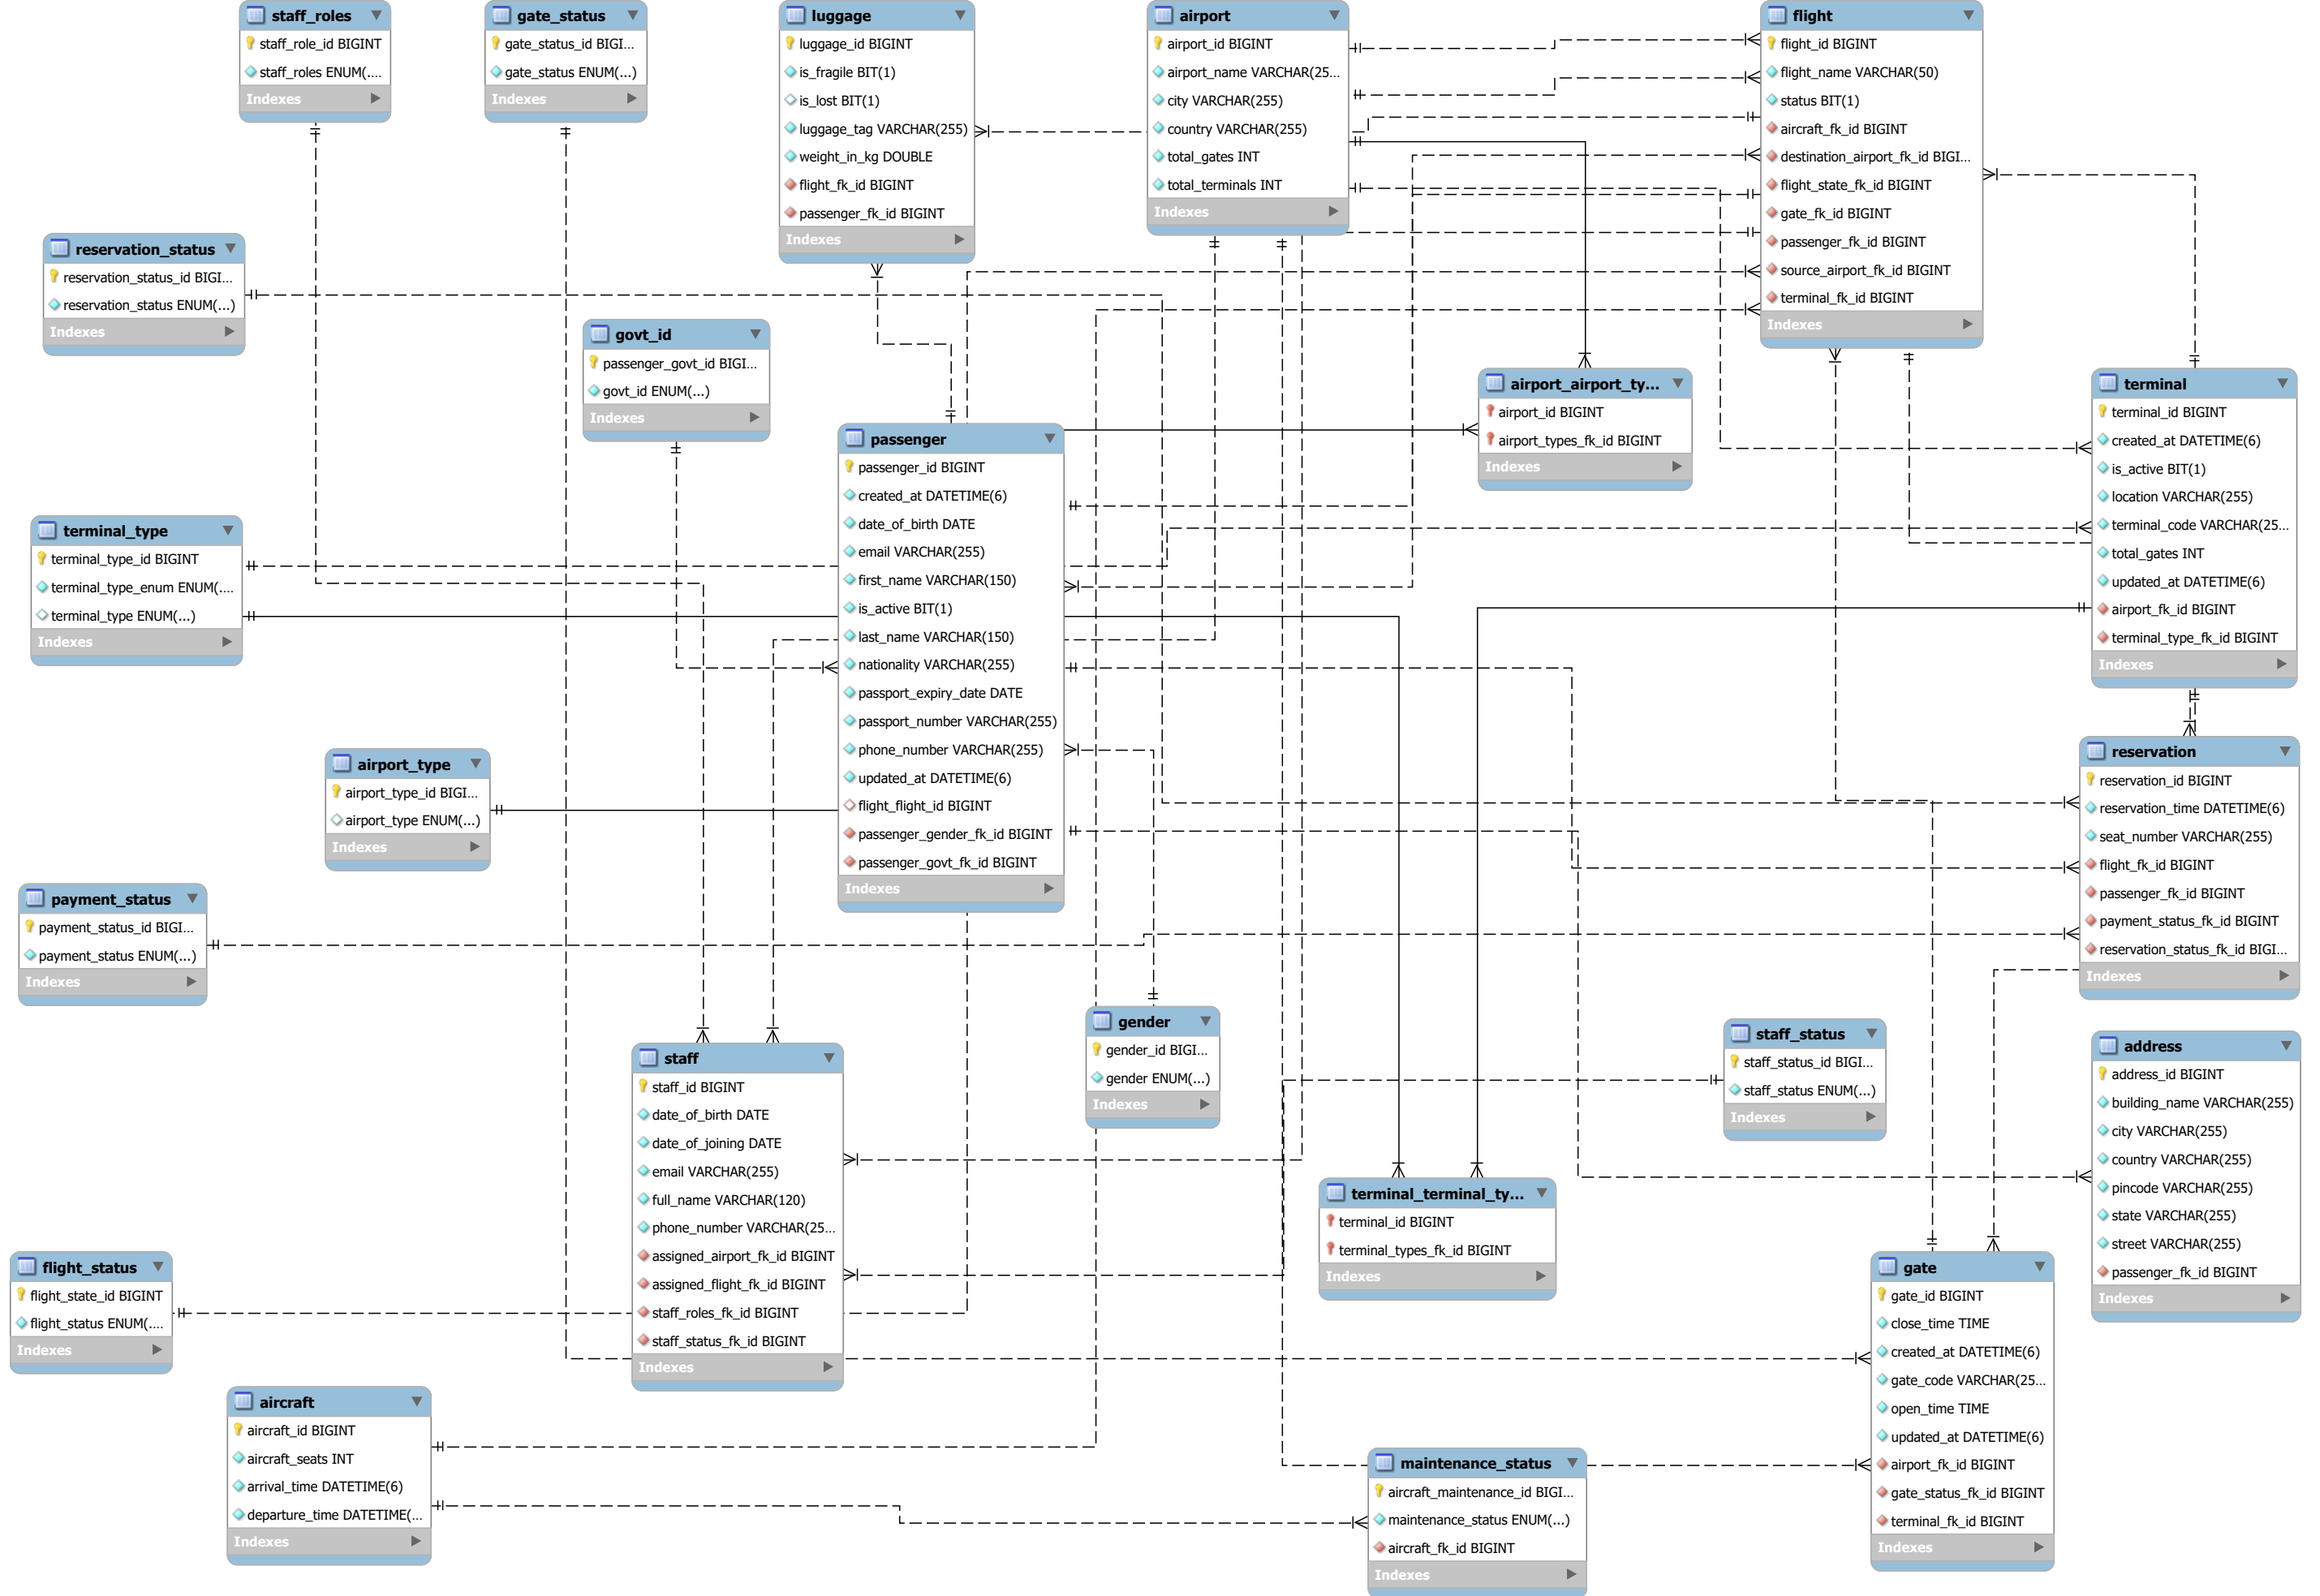 staff_roles
staff_role_id BIGINT
staff_roles ENUM(....
Indexes
gate_status
gate_status_id BIGI...
gate_status ENUM(...)
Indexes
luggage
luggage_id BIGINT
is_fragile BIT(1)
is_lost BIT(1)
luggage_tag VARCHAR(255)
weight_in_kg DOUBLE
flight_fk_id BIGINT
passenger_fk_id BIGINT
Indexes
airport
airport_id BIGINT
airport_name VARCHAR(25...
city VARCHAR(255)
country VARCHAR(255)
total_gates INT
total_terminals INT
Indexes
flight
flight_id BIGINT
flight_name VARCHAR(50)
status BIT(1)
aircraft_fk_id BIGINT
destination_airport_fk_id BIGI...
flight_state_fk_id BIGINT
gate_fk_id BIGINT
passenger_fk_id BIGINT
source_airport_fk_id BIGINT
terminal_fk_id BIGINT
Indexes
reservation_status
reservation_status_id BIGI...
reservation_status ENUM(...)
Indexes
govt_id
passenger_govt_id BIGI...
govt_id ENUM(...)
Indexes
airport_airport_ty...
airport_id BIGINT
airport_types_fk_id BIGINT
Indexes
terminal
terminal_id BIGINT
created_at DATETIME(6)
is_active BIT(1)
location VARCHAR(255)
terminal_code VARCHAR(25...
total_gates INT
updated_at DATETIME(6)
airport_fk_id BIGINT
terminal_type_fk_id BIGINT
Indexes
passenger
passenger_id BIGINT
created_at DATETIME(6)
date_of_birth DATE
email VARCHAR(255)
first_name VARCHAR(150)
is_active BIT(1)
last_name VARCHAR(150)
nationality VARCHAR(255)
passport_expiry_date DATE
passport_number VARCHAR(255)
phone_number VARCHAR(255)
updated_at DATETIME(6)
flight_flight_id BIGINT
passenger_gender_fk_id BIGINT
passenger_govt_fk_id BIGINT
Indexes
terminal_type
terminal_type_id BIGINT
terminal_type_enum ENUM(....
terminal_type ENUM(...)
Indexes
airport_type
airport_type_id BIGI...
airport_type ENUM(...)
Indexes
reservation
reservation_id BIGINT
reservation_time DATETIME(6)
seat_number VARCHAR(255)
flight_fk_id BIGINT
passenger_fk_id BIGINT
payment_status_fk_id BIGINT
reservation_status_fk_id BIGI...
Indexes
payment_status
payment_status_id BIGI...
payment_status ENUM(...)
Indexes
gender
gender_id BIGI...
gender ENUM(...)
Indexes
staff_status
staff_status_id BIGI...
staff_status ENUM(...)
Indexes
address
address_id BIGINT
building_name VARCHAR(255)
city VARCHAR(255)
country VARCHAR(255)
pincode VARCHAR(255)
state VARCHAR(255)
street VARCHAR(255)
passenger_fk_id BIGINT
Indexes
staff
staff_id BIGINT
date_of_birth DATE
date_of_joining DATE
email VARCHAR(255)
full_name VARCHAR(120)
phone_number VARCHAR(25...
assigned_airport_fk_id BIGINT
assigned_flight_fk_id BIGINT
staff_roles_fk_id BIGINT
staff_status_fk_id BIGINT
Indexes
terminal_terminal_ty...
terminal_id BIGINT
terminal_types_fk_id BIGINT
Indexes
flight_status
flight_state_id BIGINT
flight_status ENUM(....
Indexes
gate
gate_id BIGINT
close_time TIME
created_at DATETIME(6)
gate_code VARCHAR(25...
open_time TIME
updated_at DATETIME(6)
airport_fk_id BIGINT
gate_status_fk_id BIGINT
terminal_fk_id BIGINT
Indexes
aircraft
aircraft_id BIGINT
aircraft_seats INT
arrival_time DATETIME(6)
departure_time DATETIME(...
Indexes
maintenance_status
aircraft_maintenance_id BIGI...
maintenance_status ENUM(...)
aircraft_fk_id BIGINT
Indexes